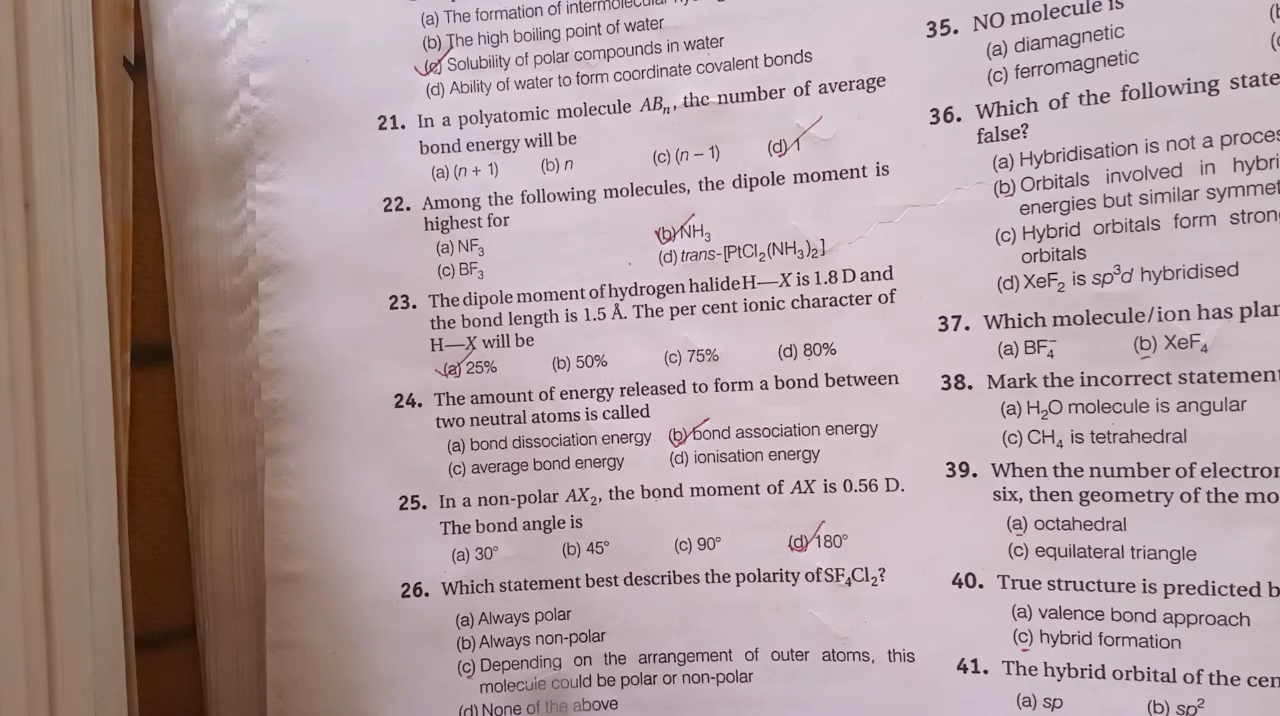 (a) The formation of intermolecular
(b) The high boiling point of water
(c) Solubility of polar compounds in water
(d) Ability of water to form coordinate covalent bonds
21. In a polyatomic molecule ABₙ, the number of average
bond energy will be
(a) (n + 1) (b) n (c) (n − 1) (d) 1
22. Among the following molecules, the dipole moment is
highest for
(a) NF₃ (b) NH₃
(c) BF₃ (d) trans-[PtCl₂(NH₃)₂]
23. The dipole moment of hydrogen halide H—X is 1.8 D and
the bond length is 1.5 Å. The per cent ionic character of
H—X will be
(a) 25% (b) 50% (c) 75% (d) 80%
24. The amount of energy released to form a bond between
two neutral atoms is called
(a) bond dissociation energy (b) bond association energy
(c) average bond energy (d) ionisation energy
25. In a non-polar AX₂, the bond moment of AX is 0.56 D.
The bond angle is
(a) 30° (b) 45° (c) 90° (d) 180°
26. Which statement best describes the polarity of SF₄Cl₂?
(a) Always polar
(b) Always non-polar
(c) Depending on the arrangement of outer atoms, this
molecule could be polar or non-polar
(d) None of the above
35. NO molecule is
(a) diamagnetic
(c) ferromagnetic
36. Which of the following state
false?
(a) Hybridisation is not a proces
(b) Orbitals involved in hybri
energies but similar symmet
(c) Hybrid orbitals form stron
orbitals
(d) XeF₂ is sp³d hybridised
37. Which molecule/ion has plan
(a) BF₄⁻ (b) XeF₄
38. Mark the incorrect statement
(a) H₂O molecule is angular
(c) CH₄ is tetrahedral
39. When the number of electron
six, then geometry of the mo
(a) octahedral
(c) equilateral triangle
40. True structure is predicted b
(a) valence bond approach
(c) hybrid formation
41. The hybrid orbital of the cen
(a) sp (b) sp²